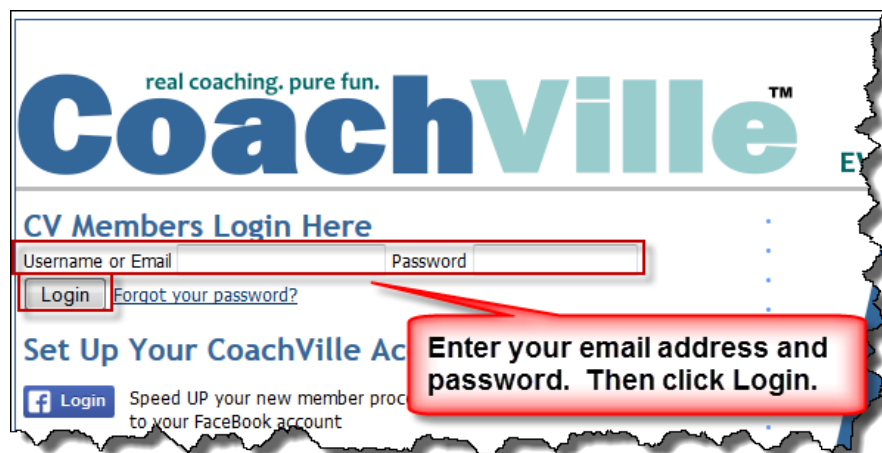 real coaching. pure fun.
CoachVille™
CV Members Login Here
Username or Email Password
Login Forgot your password?
Enter your email address and
password. Then click Login.
Set Up Your CoachVille Ac
Login Speed UP your new member
to your FaceBook account